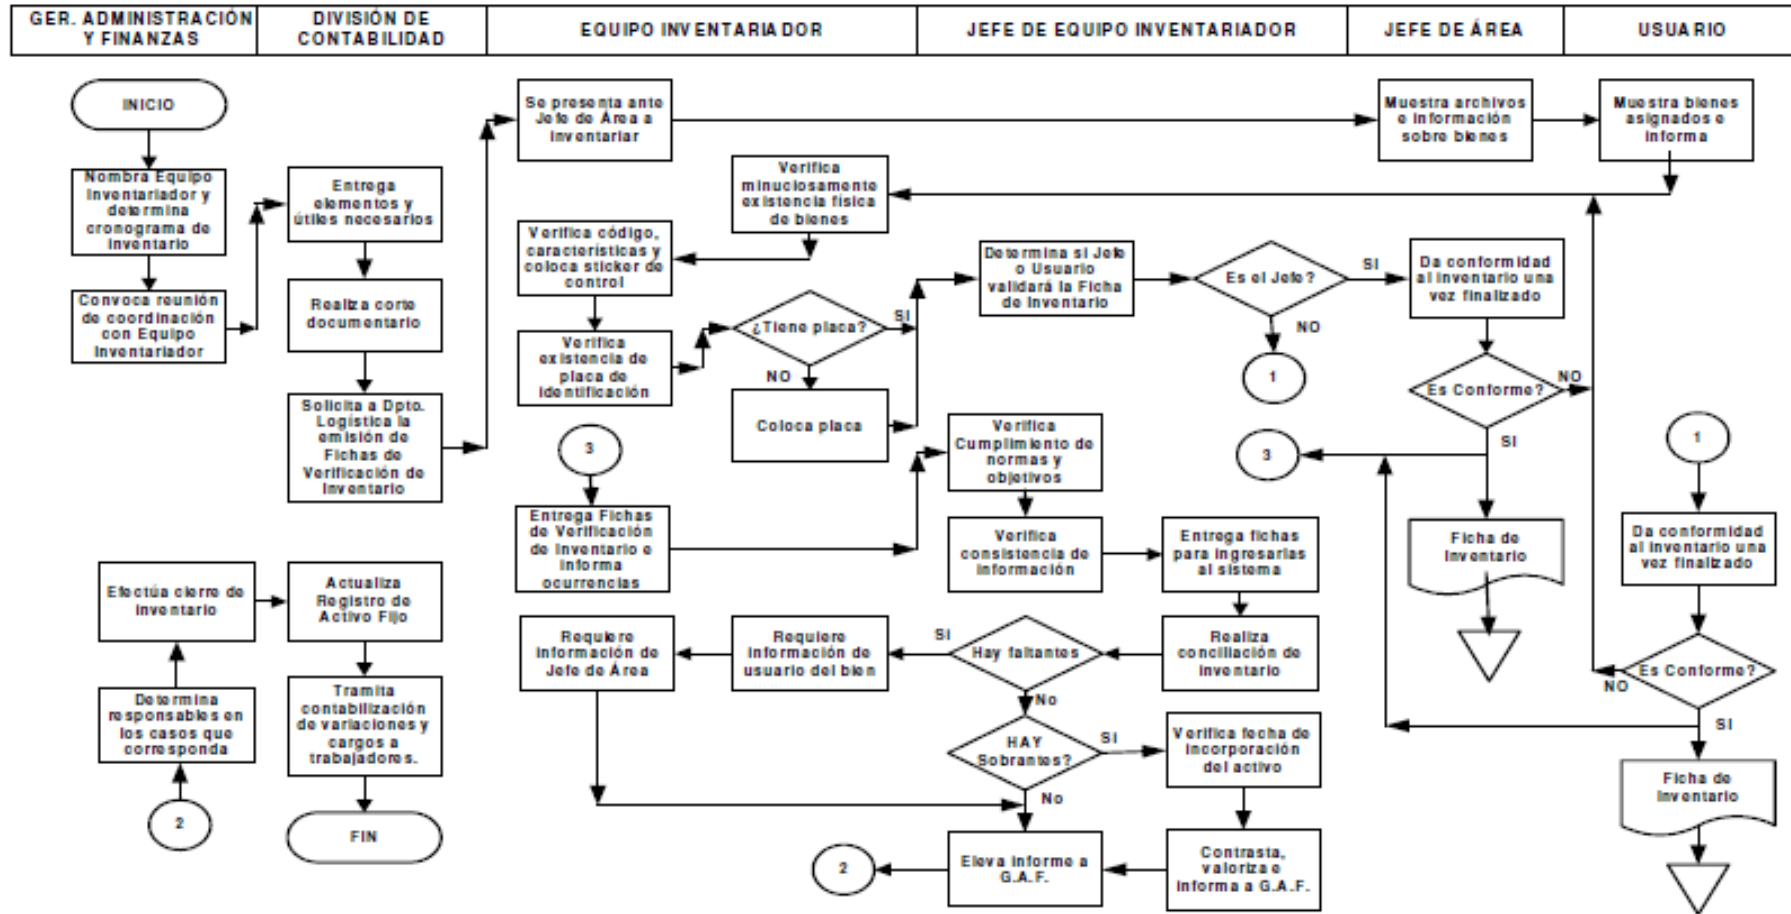 GER. ADMINISTRACIÓN
Y FINANZAS
DIVISIÓN DE
CONTABILIDAD
EQUIPO INVENTARIADOR
JEFE DE EQUIPO INVENTARIADOR
JEFE DE ÁREA
USUARIO
INICIO
Nombra Equipo
Inventariador y
determina
cronograma de
inventario
Convoca reunión
de coordinación
con Equipo
Inventariador
Entrega
elementos y
útiles necesarios
Realiza corte
documentario
Solicita a Dpto.
Logística la
emisión de
Fichas de
Verificación de
Inventario
Se presenta ante
Jefe de Área a
inventariar
Muestra archivos
e información
sobre bienes
Muestra bienes
asignados e
informa
Verifica
minuciosamente
existencia física
de bienes
Verifica código,
características y
coloca sticker de
control
Verifica
existencia de
placa de
identificación
¿Tiene placa?
SI
NO
Coloca placa
Determina si Jefe
o Usuario
validará la Ficha
de Inventario
Es el Jefe?
SI
NO
1
Da conformidad
al inventario una
vez finalizado
Es Conforme?
NO
SI
3
Ficha de
Inventario
1
Da conformidad
al inventario una
vez finalizado
Es Conforme?
NO
SI
Ficha de
Inventario
3
Entrega Fichas
de Verificación
de Inventario e
informa
ocurrencias
Verifica
Cumplimiento de
normas y
objetivos
Verifica
consistencia de
información
Entrega fichas
para ingresarlas
al sistema
Realiza
conciliación de
inventario
Hay faltantes
Si
No
Requiere
información de
usuario del bien
Requiere
información de
Jefe de Área
HAY
Sobrantes?
SI
No
Verifica fecha de
incorporación
del activo
Contrasta,
valoriza e
informa a G.A.F.
Eleva informe a
G.A.F.
2
2
Determina
responsables en
los casos que
corresponda
Efectúa cierre de
inventario
Actualiza
Registro de
Activo Fijo
Tramita
contabilización
de variaciones y
cargos a
trabajadores.
FIN